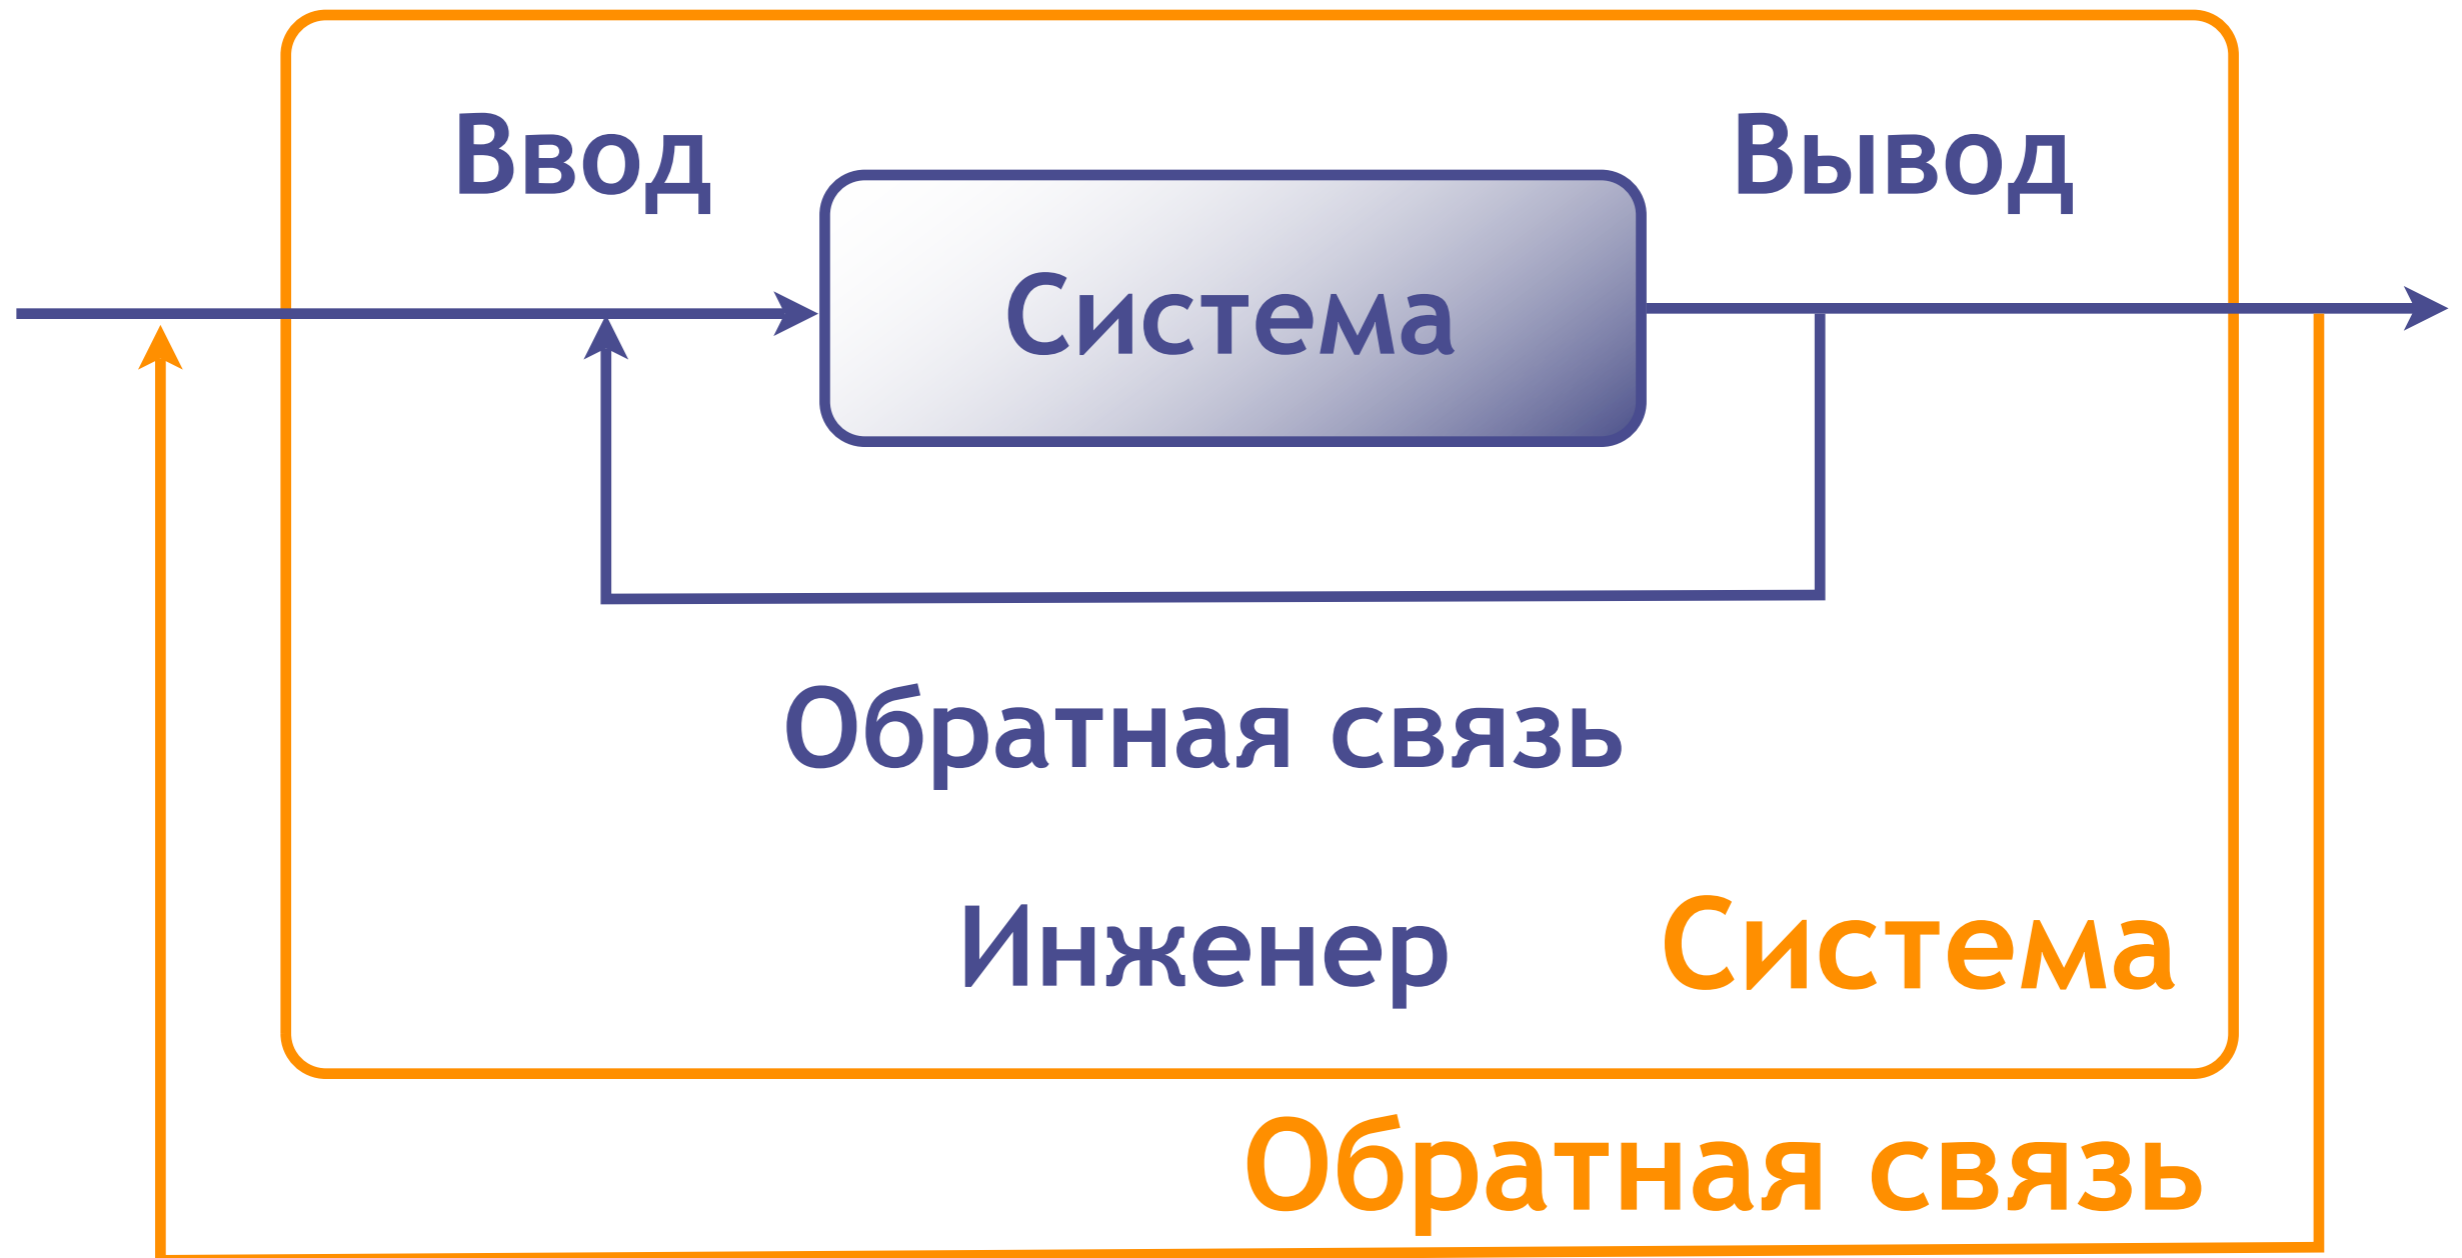 Ввод
Вывод
Система
Обратная связь
Инженер
Система
Обратная связь